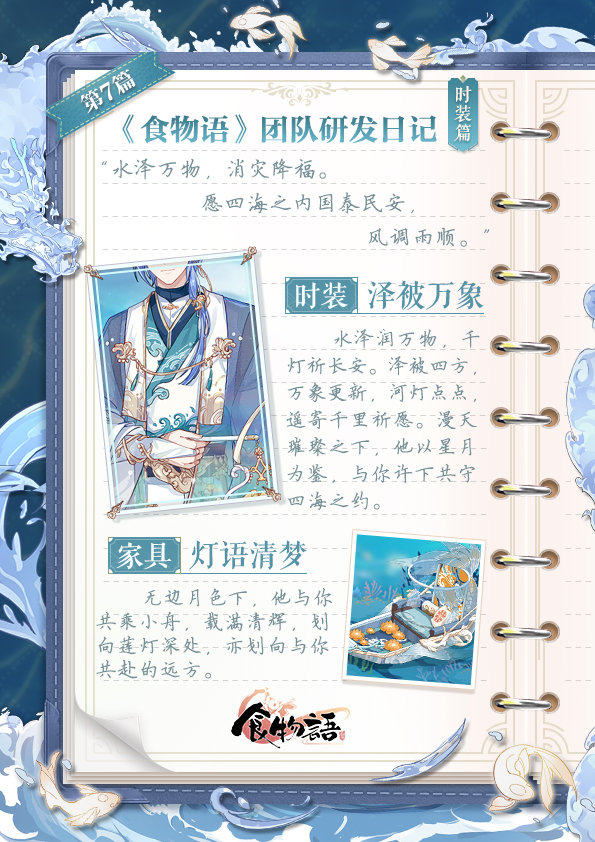 第7篇
《食物语》团队研发日记
时装篇
“水泽万物，消灾降福。
愿四海之内国泰民安，
风调雨顺。”
时装 泽被万象
水泽润万物，千
灯祈长安。泽被四方，
万象更新，河灯点点，
遥寄千里祈愿。漫天
璀璨之下，他以星月
为鉴，与你许下共守
四海之约。
家具 灯语清梦
无边月色下，他与你
共乘小舟，载满清辉，划
向莲灯深处，亦划向与你
共赴的远方。
食物語